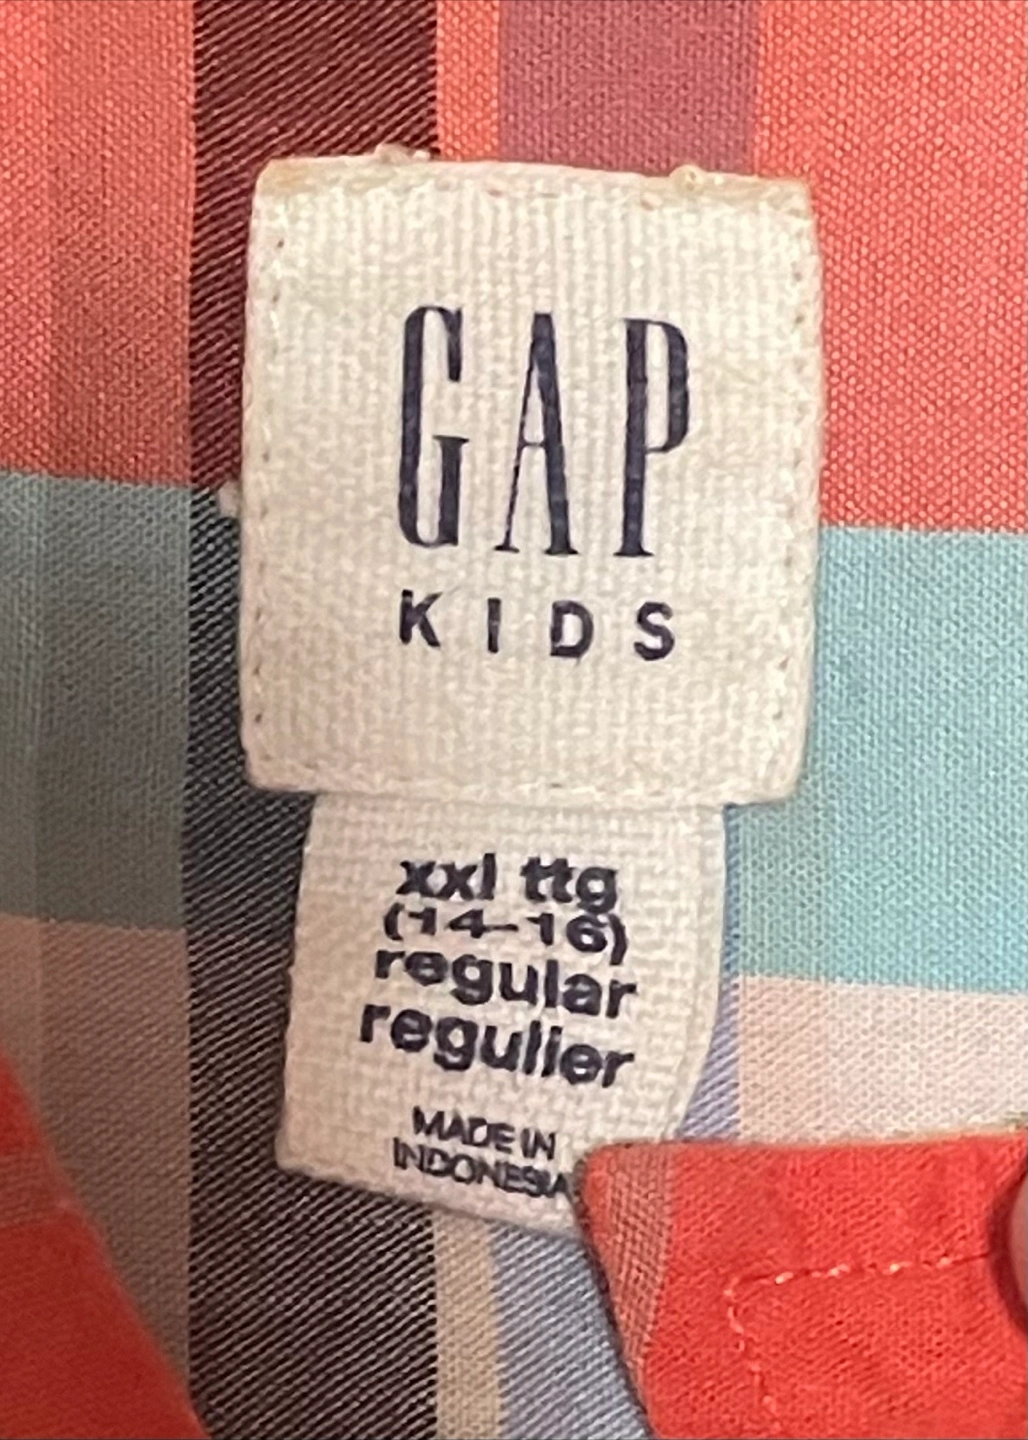 GAP
KIDS
xxl ttg
(14-16)
regular
regulier
MADE IN
INDONESIA